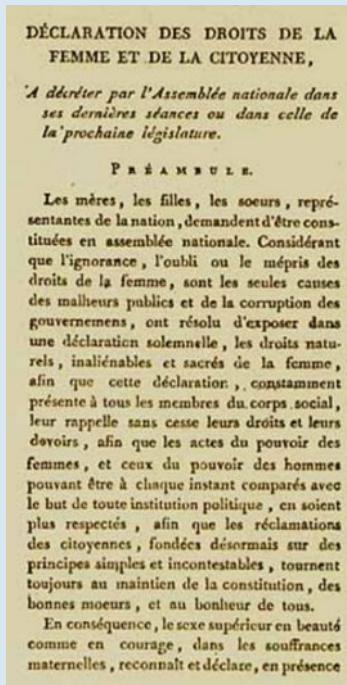 DÉCLARATION DES DROITS DE LA
FEMME ET DE LA CITOYENNE,
A décréter par l'Assemblée nationale dans
ses dernières séances ou dans celle de
la prochaine législature.
PRÉAMBULE.
Les mères, les filles, les soeurs, repré-
sentantes de la nation, demandent d'être cons-
tituées en assemblée nationale. Considérant
que l'ignorance, l'oubli ou le mépris des
droits de la femme, sont les seules causes
des malheurs publics et de la corruption des
gouvernemens, ont résolu d'exposer dans
une déclaration solemnelle, les droits natu-
rels, inaliénables et sacrés de la femme,
afin que cette déclaration, constamment
présente à tous les membres du corps social,
leur rappelle sans cesse leurs droits et leurs
devoirs, afin que les actes du pouvoir des
femmes, et ceux du pouvoir des hommes
pouvant être à chaque instant comparés avec
le but de toute institution politique, en soient
plus respectés, afin que les réclamations
des citoyennes, fondées désormais sur des
principes simples et incontestables, tournent
toujours au maintien de la constitution, des
bonnes moeurs, et au bonheur de tous.
En conséquence, le sexe supérieur en beauté
comme en courage, dans les souffrances
maternelles, reconnaît et déclare, en présence